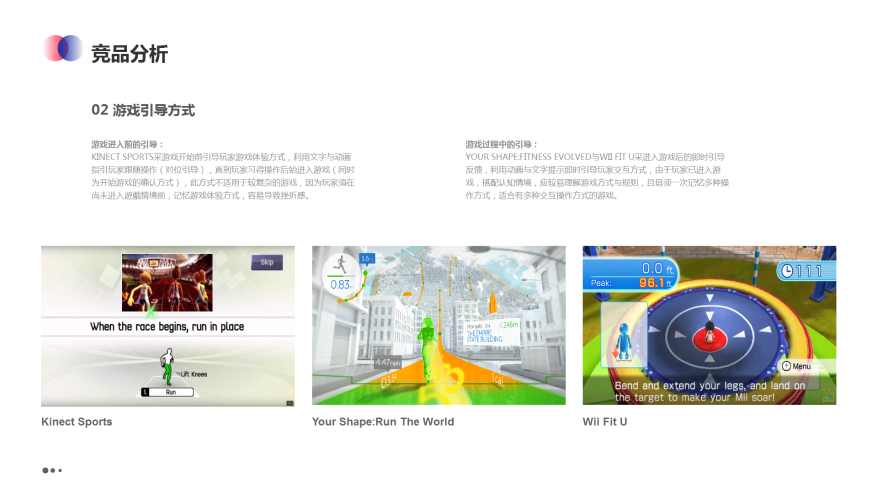 竞品分析
02 游戏引导方式
游戏进入前的引导：
KINECT SPORTS采游戏开始前引导玩家游戏体验方式，利用文字与动画
指引玩家跟随操作（对位引导），直到玩家习得操作后始进入游戏（同时
为开始游戏的确认方式），此方式不适用于较复杂的游戏，因为玩家须在
尚未进入遊戲情境前，记忆游戏体验方式，容易导致挫折感。
游戏过程中的引导：
YOUR SHAPE:FITNESS EVOLVED与WII FIT U采进入游戏后的即时引导
反馈，利用动画与文字提示即时引导玩家交互方式，由于玩家已进入游
戏，搭配认知情境，应较易理解游戏方式与规则，且毋须一次记忆多种操
作方式，适合有多种交互操作方式的游戏。
Skip
When the race begins, run in place
Lift Knees
Run
1.5
0.83
THE EMPIRE
STATE BUILDING
246m
4.47mph
0.0 ft.
Peak: 96.1 ft
111
Menu
Bend and extend your legs, and land on
the target to make your Mii soar!
Kinect Sports
Your Shape:Run The World
Wii Fit U